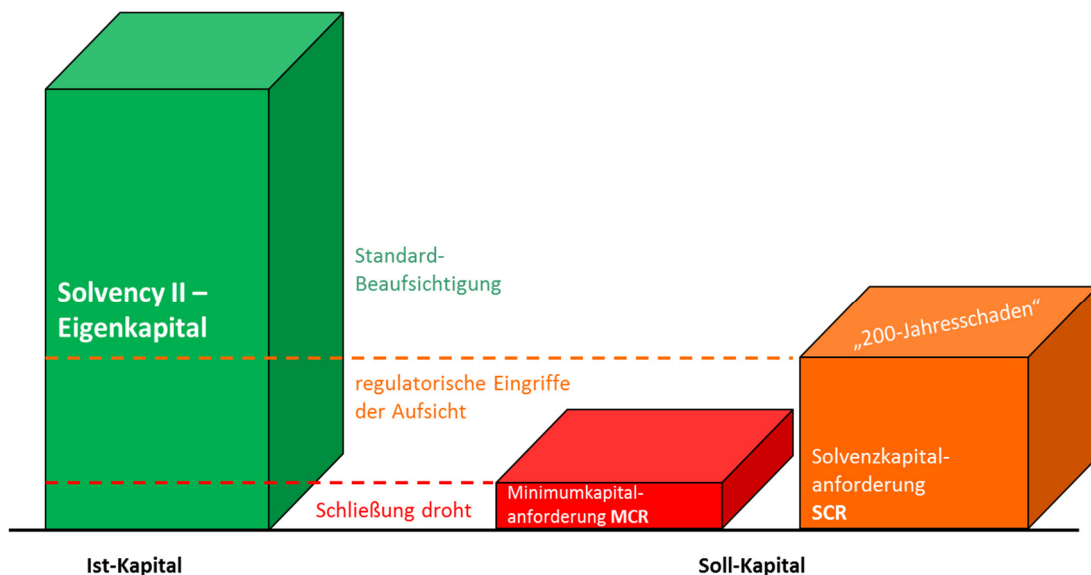 Standard-
Beaufsichtigung
Solvency II –
Eigenkapital
„200-Jahresschaden“
regulatorische Eingriffe
der Aufsicht
Solvenzkapital-
anforderung
SCR
Minimumkapital-
anforderung MCR
Schließung droht
Ist-Kapital
Soll-Kapital